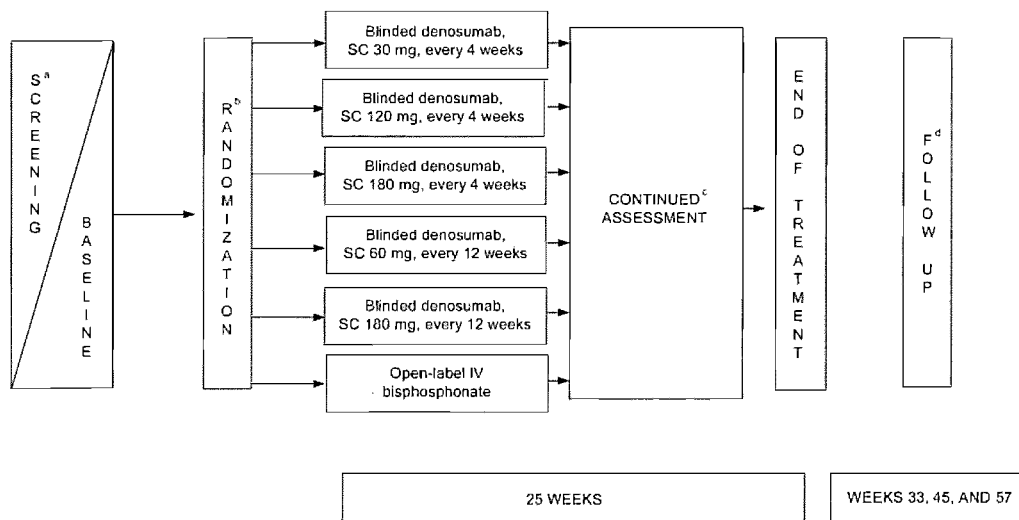 SCREENING a
BASELINE
RANDOMIZATION b
Blinded denosumab,
SC 30 mg, every 4 weeks
Blinded denosumab,
SC 120 mg, every 4 weeks
Blinded denosumab,
SC 180 mg, every 4 weeks
Blinded denosumab,
SC 60 mg, every 12 weeks
Blinded denosumab,
SC 180 mg, every 12 weeks
Open-label IV
bisphosphonate
CONTINUED c
ASSESSMENT
END OF TREATMENT
FOLLOW UP d
25 WEEKS
WEEKS 33, 45, AND 57